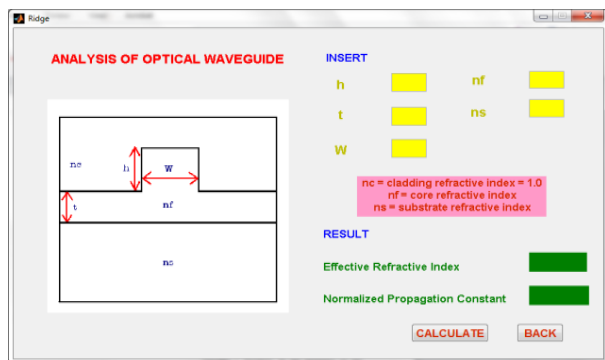 Ridge
ANALYSIS OF OPTICAL WAVEGUIDE
INSERT
h
nf
t
ns
W
nc
h
W
t
nf
ns
nc = cladding refractive index = 1.0
nf = core refractive index
ns = substrate refractive index
RESULT
Effective Refractive Index
Normalized Propagation Constant
CALCULATE
BACK